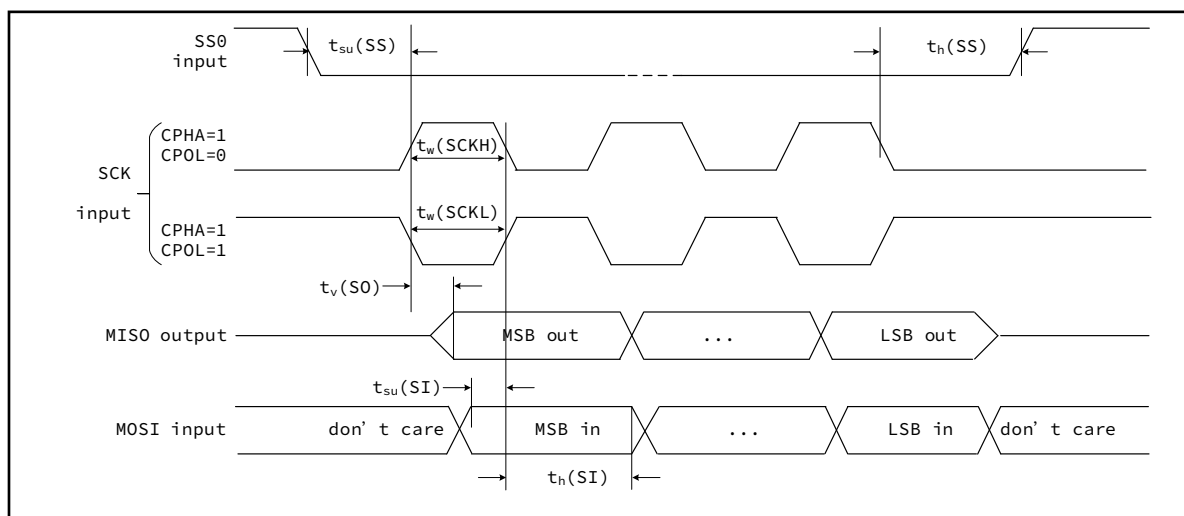 SS0
input
tsu(SS)
th(SS)
CPHA=1
CPOL=0
tw(SCKH)
SCK
input
CPHA=1
CPOL=1
tw(SCKL)
tv(SO)
MISO output
MSB out
...
LSB out
tsu(SI)
MOSI input
don't care
MSB in
...
LSB in
don't care
th(SI)